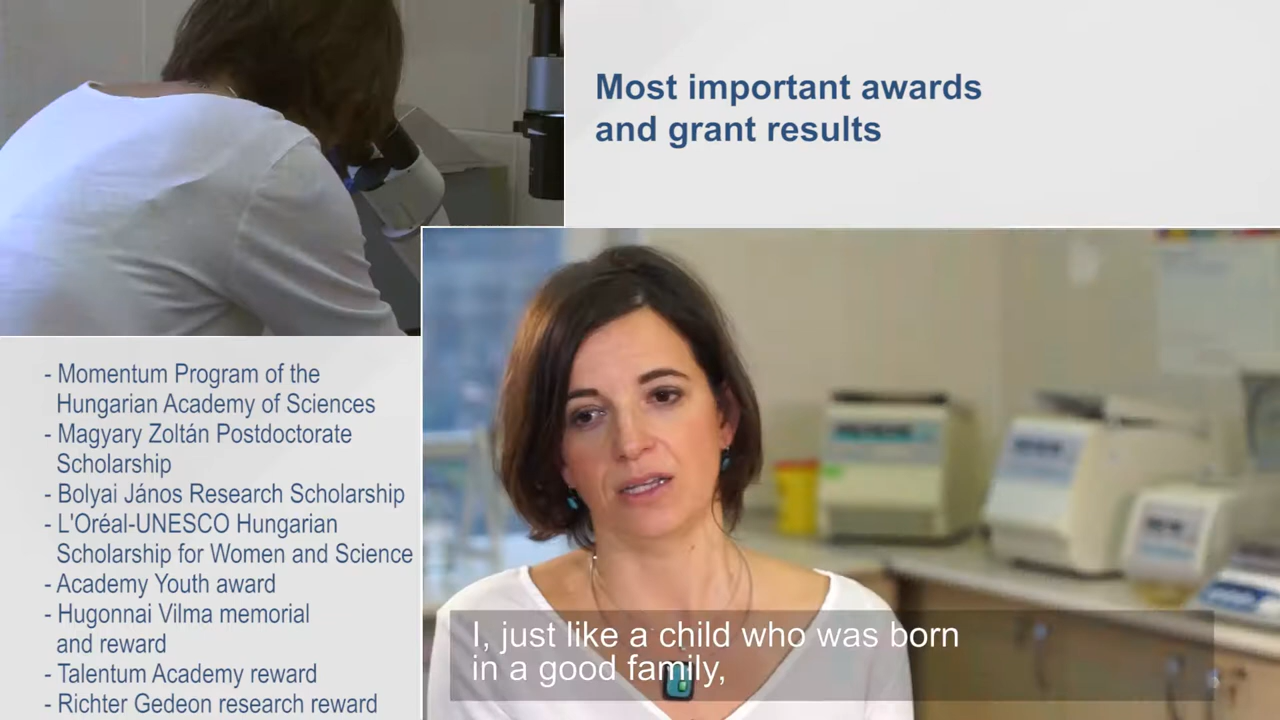 Most important awards
and grant results
- Momentum Program of the
Hungarian Academy of Sciences
- Magyary Zoltán Postdoctorate
Scholarship
- Bolyai János Research Scholarship
- L'Oréal-UNESCO Hungarian
Scholarship for Women and Science
- Academy Youth award
- Hugonnai Vilma memorial
and reward
- Talentum Academy reward
- Richter Gedeon research reward
I, just like a child who was born
in a good family,